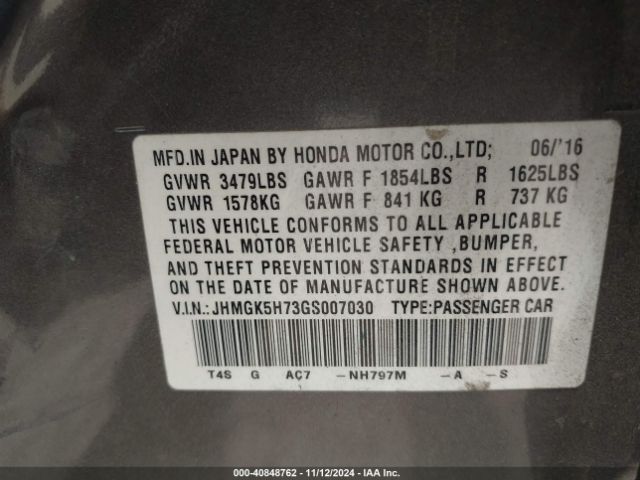 MFD.IN JAPAN BY HONDA MOTOR CO.,LTD; 06/'16
GVWR 3479LBS GAWR F 1854LBS R 1625LBS
GVWR 1578KG GAWR F 841 KG R 737 KG
THIS VEHICLE CONFORMS TO ALL APPLICABLE
FEDERAL MOTOR VEHICLE SAFETY ,BUMPER,
AND THEFT PREVENTION STANDARDS IN EFFECT
ON THE DATE OF MANUFACTURE SHOWN ABOVE.
V.I.N.: JHMGK5H73GS007030 TYPE:PASSENGER CAR
T4S G AC7 -NH797M -A -S
000-40848762 - 11/12/2024 - IAA Inc.